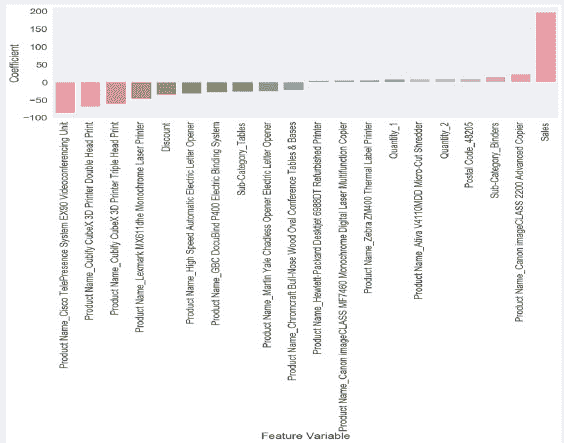 200
150
100
50
0
−50
−100
Coefficient
Product Name_Cisco TelePresence System EX90 Videoconferencing Unit
Product Name_Cubify CubeX 3D Printer Double Head Print
Product Name_Cubify CubeX 3D Printer Triple Head Print
Product Name_Lexmark MX611dhe Monochrome Laser Printer
Discount
Product Name_High Speed Automatic Electric Letter Opener
Product Name_GBC DocuBind P400 Electric Binding System
Sub-Category_Tables
Product Name_Martin Yale Chadless Opener Electric Letter Opener
Product Name_Chromcraft Bull-Nose Wood Oval Conference Tables & Bases
Product Name_Hewlett-Packard Deskjet 6988DT Refurbished Printer
Product Name_Canon imageCLASS MF7460 Monochrome Digital Laser Multifunction Copier
Product Name_Zebra ZM400 Thermal Label Printer
Quantity_1
Product Name_Ativa V4110MDD Micro-Cut Shredder
Quantity_2
Postal Code_48205
Sub-Category_Binders
Product Name_Canon imageCLASS 2200 Advanced Copier
Sales
Feature Variable